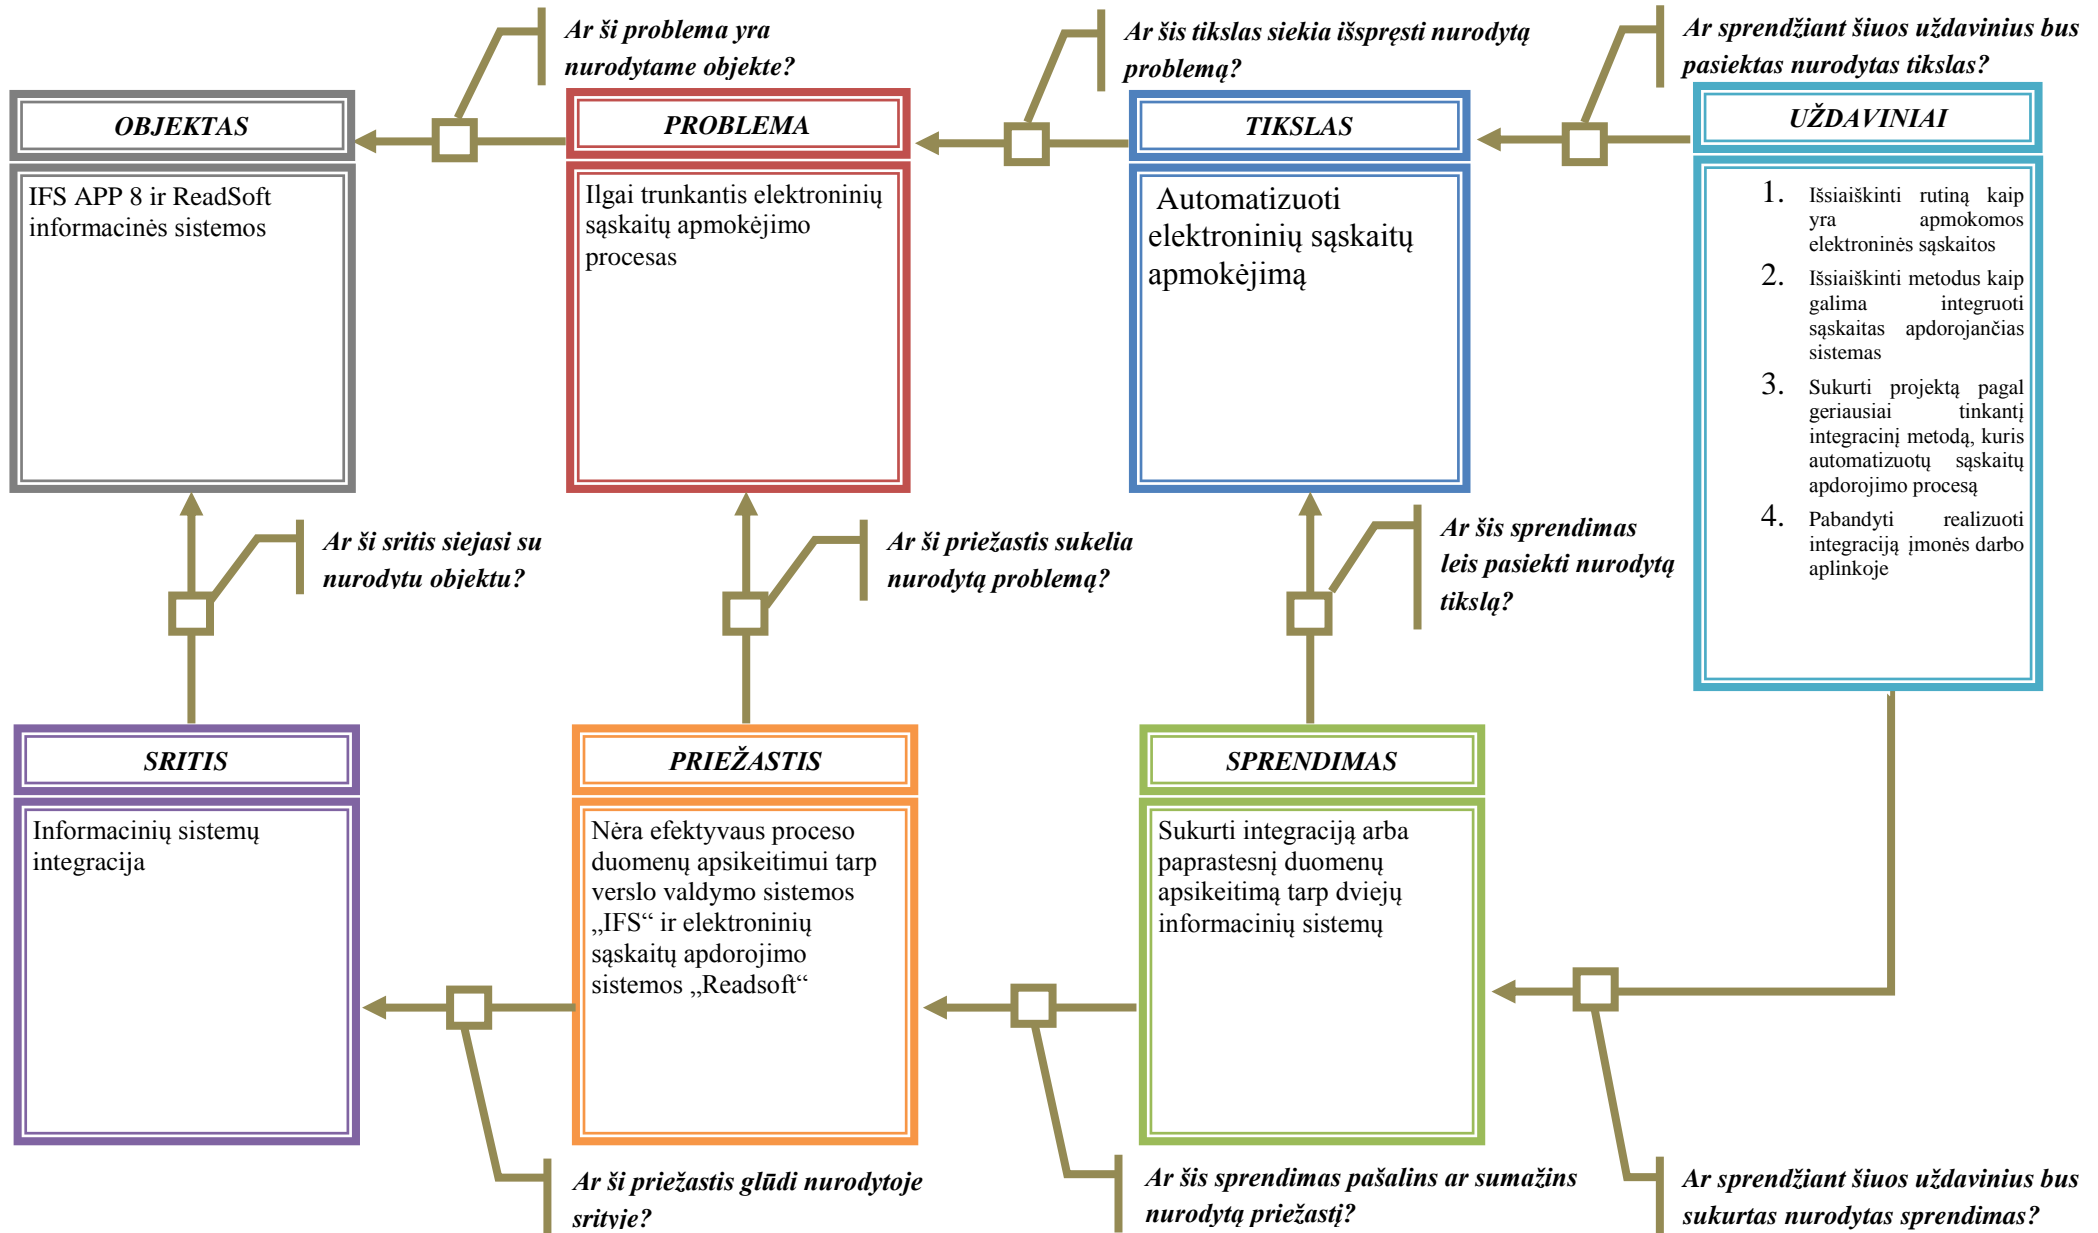 Ar ši problema yra
nurodytame objekte?
Ar šis tikslas siekia išspręsti nurodytą
problemą?
Ar sprendžiant šiuos uždavinius bus
pasiektas nurodytas tikslas?
OBJEKTAS
IFS APP 8 ir ReadSoft
informacinės sistemos
PROBLEMA
Ilgai trunkantis elektroninių
sąskaitų apmokėjimo
procesas
TIKSLAS
Automatizuoti
elektroninių sąskaitų
apmokėjimą
UŽDAVINIAI
1. Išsiaiškinti rutiną kaip
yra apmokomos
elektroninės sąskaitos
2. Išsiaiškinti metodus kaip
galima integruoti
sąskaitas apdorojančias
sistemas
3. Sukurti projektą pagal
geriausiai tinkantį
integracinį metodą, kuris
automatizuotų sąskaitų
apdorojimo procesą
4. Pabandyti realizuoti
integraciją įmonės darbo
aplinkoje
Ar ši sritis siejasi su
nurodytu objektu?
Ar ši priežastis sukelia
nurodytą problemą?
Ar šis sprendimas
leis pasiekti nurodytą
tikslą?
SRITIS
Informacinių sistemų
integracija
PRIEŽASTIS
Nėra efektyvaus proceso
duomenų apsikeitimui tarp
verslo valdymo sistemos
„IFS“ ir elektroninių
sąskaitų apdorojimo
sistemos „Readsoft“
SPRENDIMAS
Sukurti integraciją arba
paprastesnį duomenų
apsikeitimą tarp dviejų
informacinių sistemų
Ar ši priežastis glūdi nurodytoje
srityje?
Ar šis sprendimas pašalins ar sumažins
nurodytą priežastį?
Ar sprendžiant šiuos uždavinius bus
sukurtas nurodytas sprendimas?